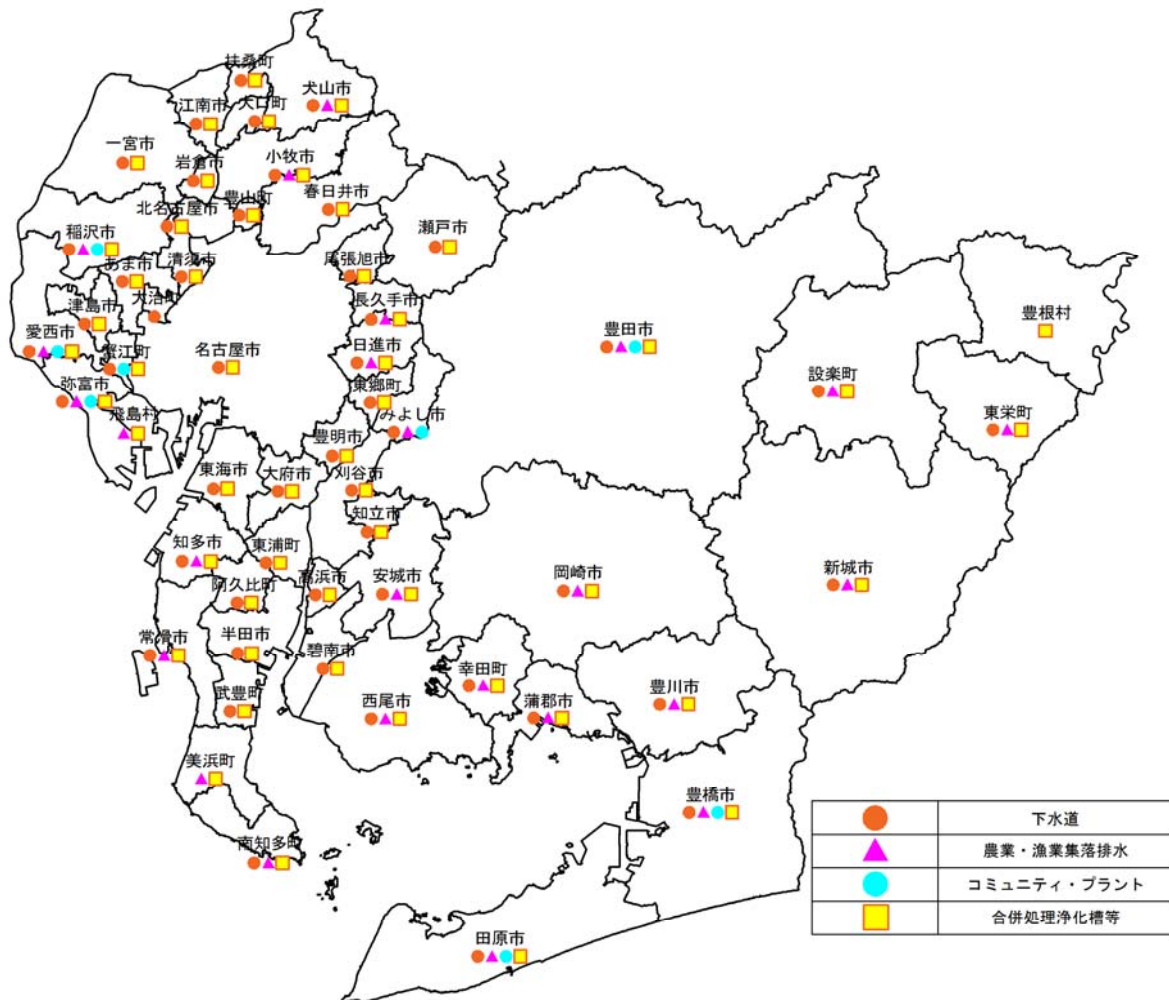 扶桑町
犬山市
江南市
大口町
一宮市
岩倉市
小牧市
春日井市
豊山町
北名古屋市
瀬戸市
稲沢市
尾張旭市
清須市
あま市
大治町
長久手市
津島市
豊根村
愛西市
蟹江町
名古屋市
豊田市
日進市
設楽町
弥富市
東郷町
飛島村
みよし市
東栄町
豊明市
東海市
大府市
刈谷市
知立市
知多市
東浦町
新城市
阿久比町
高浜市
安城市
岡崎市
常滑市
半田市
碧南市
幸田町
武豊町
西尾市
蒲郡市
豊川市
美浜町
豊橋市
南知多町
田原市
下水道
農業・漁業集落排水
コミュニティ・プラント
合併処理浄化槽等